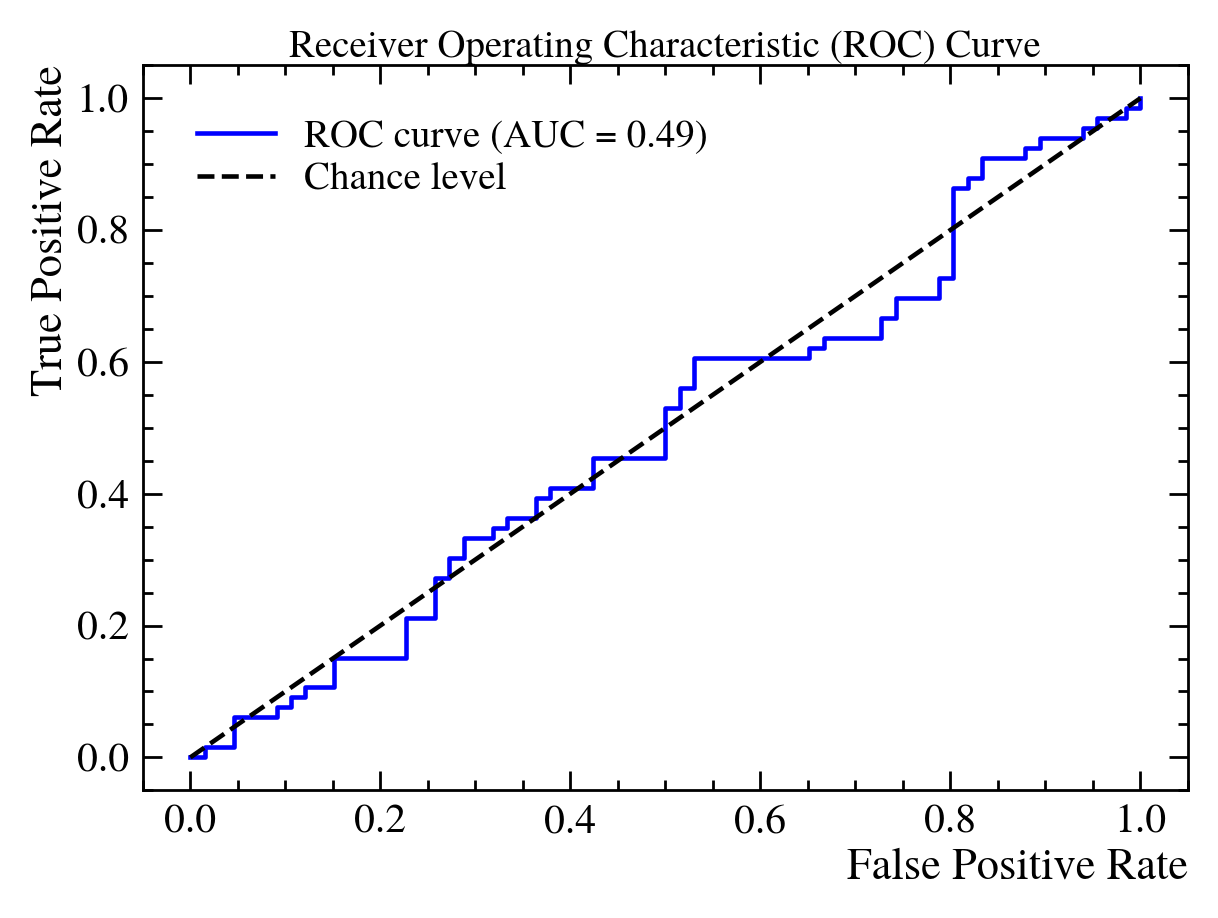 Receiver Operating Characteristic (ROC) Curve
True Positive Rate
1.0
0.8
0.6
0.4
0.2
0.0
ROC curve (AUC = 0.49)
Chance level
0.0 0.2 0.4 0.6 0.8 1.0
False Positive Rate